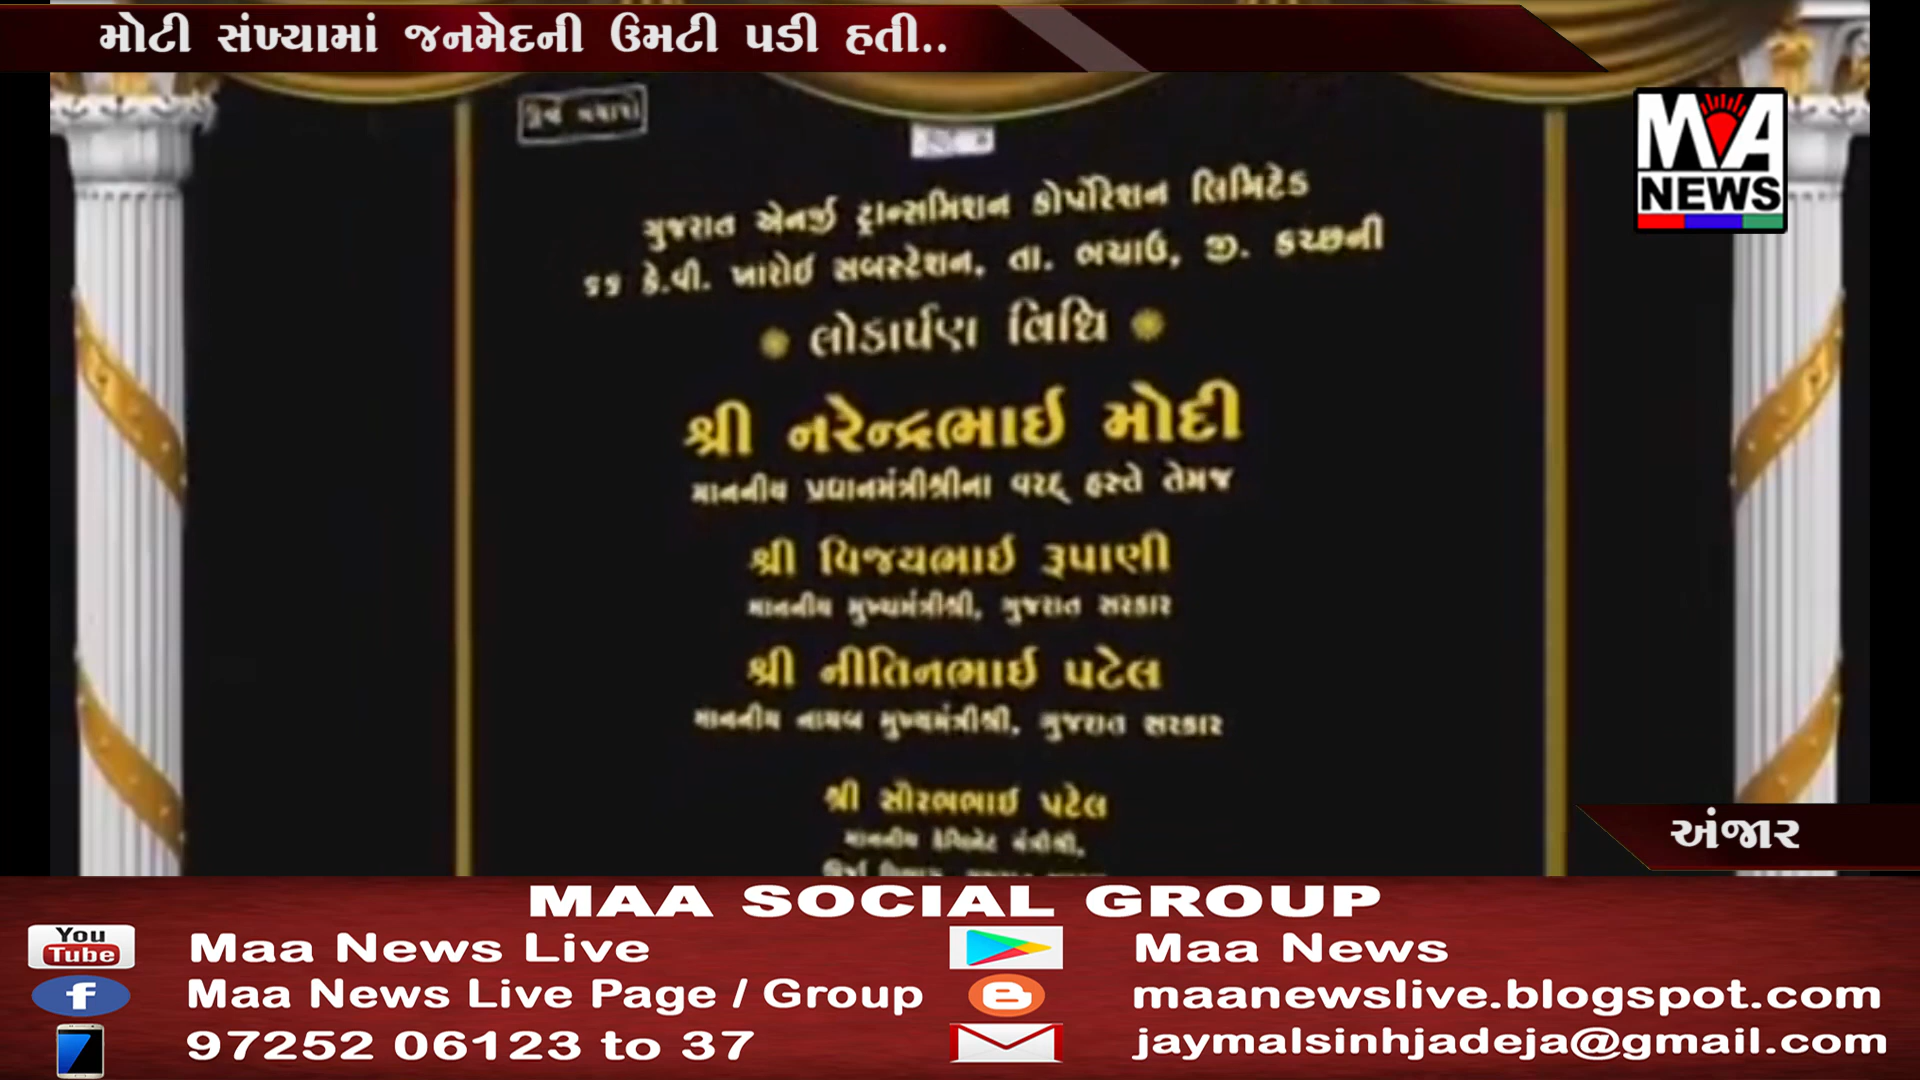 મોટી સંખ્યામાં જનમેદની ઉમટી પડી હતી..
MAA
NEWS
ગુજરાત એનર્જી ટ્રાન્સમિશન કોર્પોરેશન લિમિટેડ
૬૬ કે.વી. ખારોઈ સબસ્ટેશન, તા. ભચાઉ, જી. કચ્છની
લોકાર્પણ વિધિ
શ્રી નરેન્દ્રભાઈ મોદી
માનનીય પ્રધાનમંત્રીશ્રીના વરદ્ હસ્તે તેમજ
શ્રી વિજયભાઈ રૂપાણી
માનનીય મુખ્યમંત્રીશ્રી, ગુજરાત સરકાર
શ્રી નીતિનભાઈ પટેલ
માનનીય નાયબ મુખ્યમંત્રીશ્રી, ગુજરાત સરકાર
શ્રી સૌરભભાઈ પટેલ
માનનીય કેબિનેટ મંત્રીશ્રી,
અંજાર
MAA SOCIAL GROUP
You Tube Maa News Live
Maa News
f Maa News Live Page / Group
maanewslive.blogspot.com
97252 06123 to 37
jaymalsinhjadeja@gmail.com